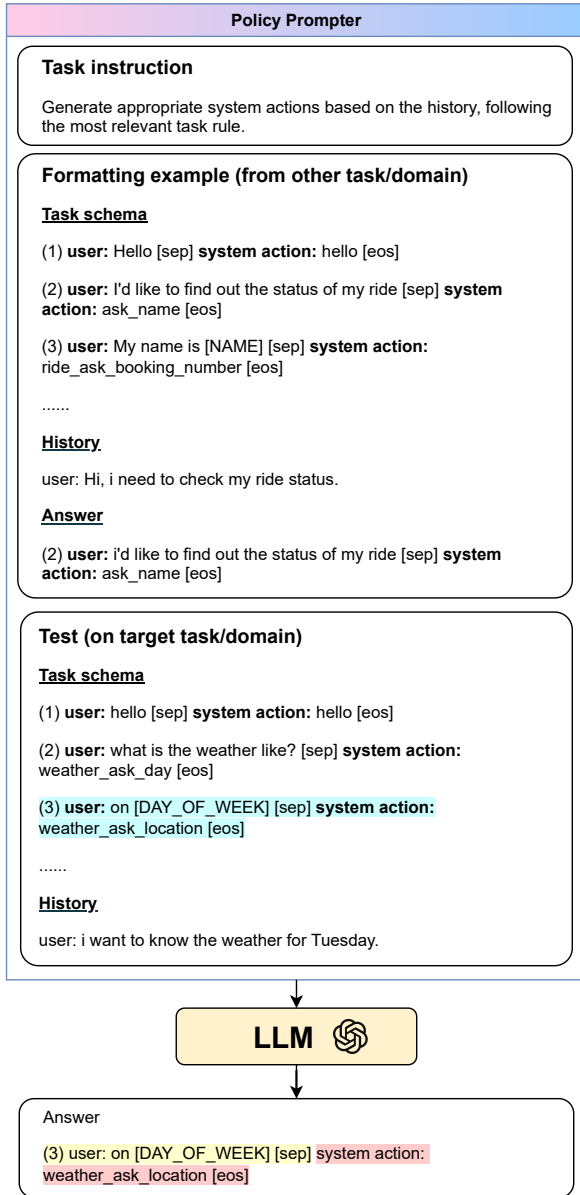 Policy Prompter
Task instruction
Generate appropriate system actions based on the history, following
the most relevant task rule.
Formatting example (from other task/domain)
Task schema
(1) user: Hello [sep] system action: hello [eos]
(2) user: I'd like to find out the status of my ride [sep] system
action: ask_name [eos]
(3) user: My name is [NAME] [sep] system action:
ride_ask_booking_number [eos]
......
History
user: Hi, i need to check my ride status.
Answer
(2) user: i'd like to find out the status of my ride [sep] system
action: ask_name [eos]
Test (on target task/domain)
Task schema
(1) user: hello [sep] system action: hello [eos]
(2) user: what is the weather like? [sep] system action:
weather_ask_day [eos]
(3) user: on [DAY_OF_WEEK] [sep] system action:
weather_ask_location [eos]
......
History
user: i want to know the weather for Tuesday.
LLM
Answer
(3) user: on [DAY_OF_WEEK] [sep] system action:
weather_ask_location [eos]